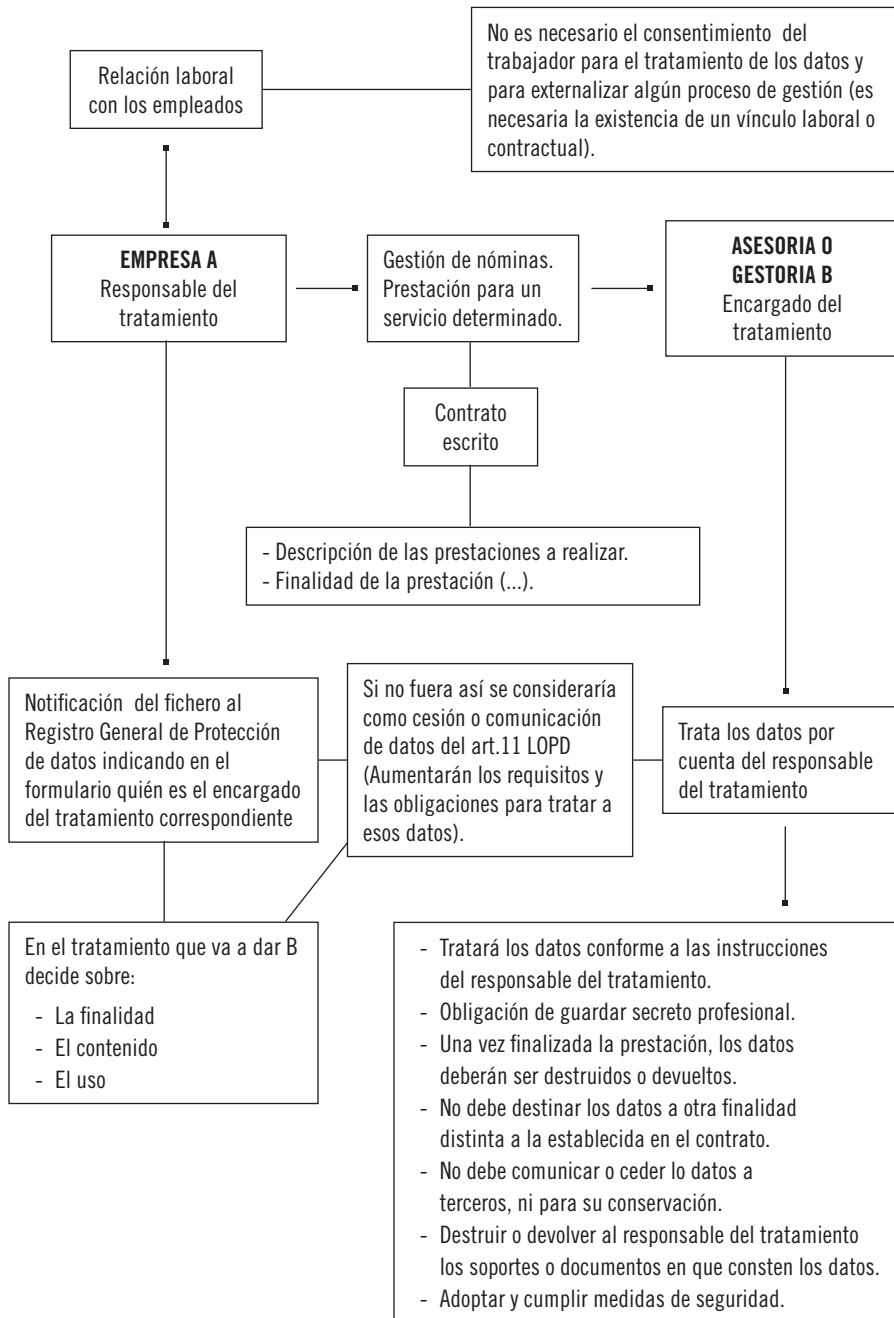 Relación laboral
con los empleados
No es necesario el consentimiento del
trabajador para el tratamiento de los datos y
para externalizar algún proceso de gestión (es
necesaria la existencia de un vínculo laboral o
contractual).
EMPRESA A
Responsable del
tratamiento
Gestión de nóminas.
Prestación para un
servicio determinado.
ASESORIA O
GESTORIA B
Encargado del
tratamiento
Contrato
escrito
- Descripción de las prestaciones a realizar.
- Finalidad de la prestación (...).
Notificación del fichero al
Registro General de Protección
de datos indicando en el
formulario quién es el encargado
del tratamiento correspondiente
Si no fuera así se consideraría
como cesión o comunicación
de datos del art.11 LOPD
(Aumentarán los requisitos y
las obligaciones para tratar a
esos datos).
Trata los datos por
cuenta del responsable
del tratamiento
En el tratamiento que va a dar B
decide sobre:
- La finalidad
- El contenido
- El uso
- Tratará los datos conforme a las instrucciones
del responsable del tratamiento.
- Obligación de guardar secreto profesional.
- Una vez finalizada la prestación, los datos
deberán ser destruidos o devueltos.
- No debe destinar los datos a otra finalidad
distinta a la establecida en el contrato.
- No debe comunicar o ceder lo datos a
terceros, ni para su conservación.
- Destruir o devolver al responsable del tratamiento
los soportes o documentos en que consten los datos.
- Adoptar y cumplir medidas de seguridad.